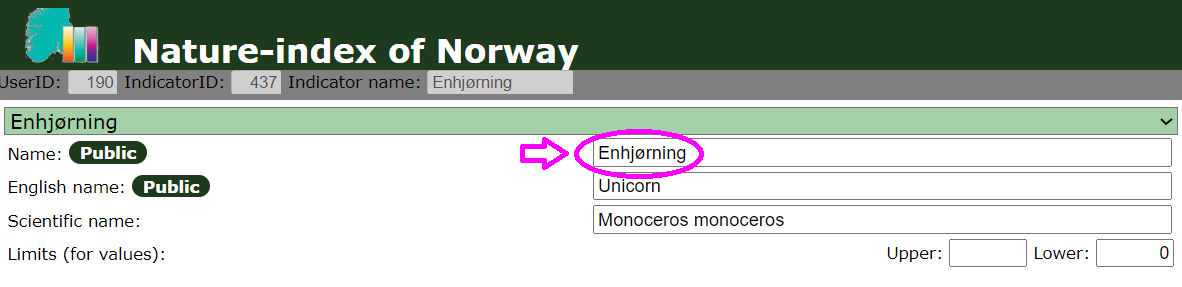 Nature-index of Norway
UserID: 190 IndicatorID: 437 Indicator name: Enhjørning
Enhjørning
Name: Public Enhjørning
English name: Public Unicorn
Scientific name: Monoceros monoceros
Limits (for values): Upper: Lower: 0